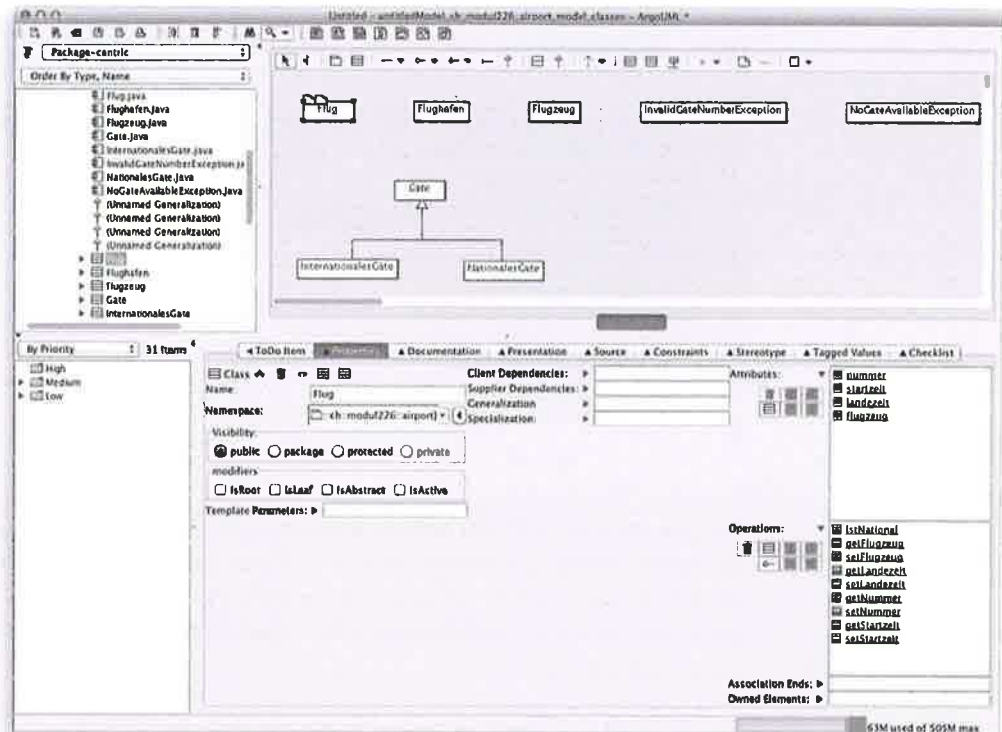 Untitled - untitledModel, ch_modul226_airport_model_classes - ArgoUML *
Package-centric
Order By Type, Name
Flug.java
Flughafen.java
Flugzeug.java
Gate.java
InternationalesGate.java
InvalidGateNumberException.ja
NationalesGate.java
NoGateAvailableException.java
(Unnamed Generalization)
(Unnamed Generalization)
(Unnamed Generalization)
(Unnamed Generalization)
Flug
Flughafen
Flugzeug
Gate
InternationalesGate
Flug
Flughafen
Flugzeug
InvalidGateNumberException
NoGateAvailableException
Gate
InternationalesGate
NationalesGate
By Priority
31 Items
High
Medium
Low
ToDo Item
Properties
Documentation
Presentation
Source
Constraints
Stereotype
Tagged Values
Checklist
Class
Name:
Flug
Namespace:
ch::modul226::airport)
Visibility:
public
package
protected
private
modifiers
IsRoot
IsLeaf
IsAbstract
IsActive
Template Parameters:
Client Dependencies:
Supplier Dependencies:
Generalization
Specialization:
Attributes:
nummer
startzeit
landezeit
flugzeug
Operations:
istNational
getFlugzeug
setFlugzeug
getLandezeit
setLandezeit
getNummer
setNummer
getStartzeit
setStartzeit
Association Ends:
Owned Elements:
63M used of 505M max